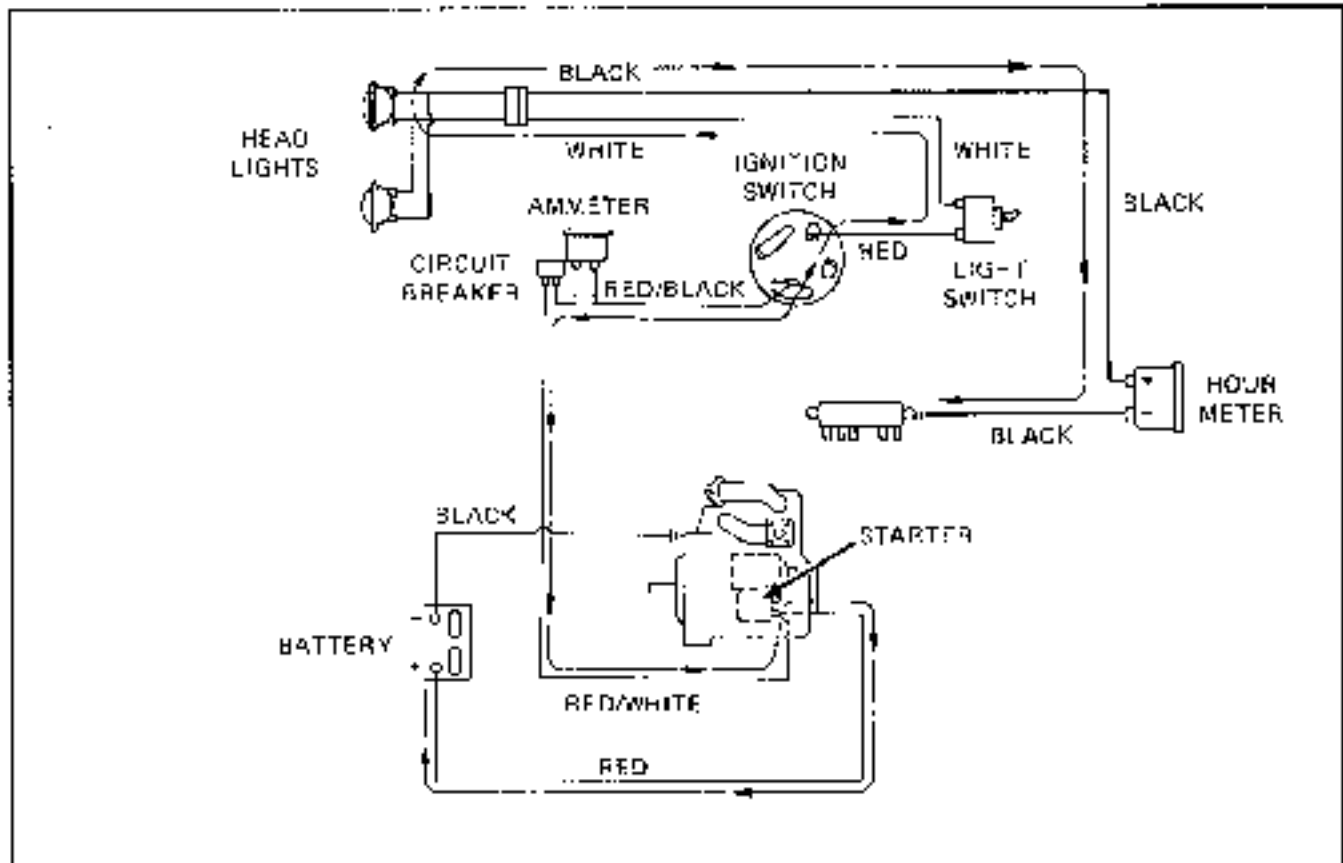 BLACK
HEAD
LIGHTS
WHITE
IGNITION
SWITCH
WHITE
BLACK
AMMETER
CIRCUIT
BREAKER
RED/BLACK
RED
LIGHT
SWITCH
+
-
HOUR
METER
BLACK
BLACK
STARTER
-
BATTERY
+
RED/WHITE
RED